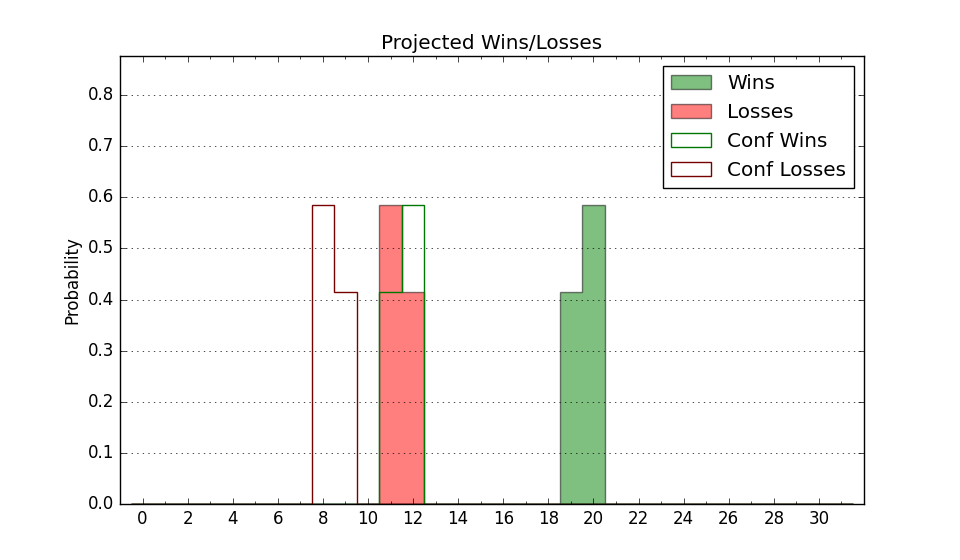 Projected Wins/Losses
Wins
Losses
Conf Wins
Conf Losses
Probability
0.8
0.7
0.6
0.5
0.4
0.3
0.2
0.1
0.0
0 2 4 6 8 10 12 14 16 18 20 22 24 26 28 30